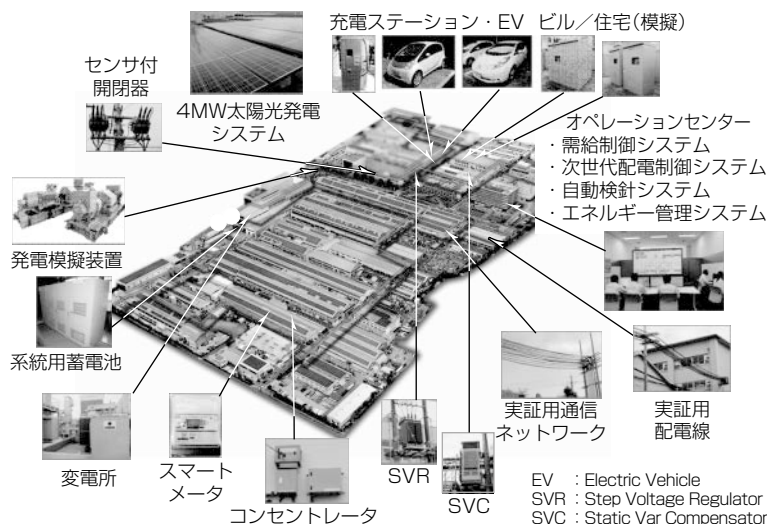 充電ステーション・EV ビル／住宅(模擬)
センサ付
開閉器
4MW太陽光発電
システム
オペレーションセンター
・需給制御システム
・次世代配電制御システム
・自動検針システム
・エネルギー管理システム
発電模擬装置
系統用蓄電池
変電所
スマート
メータ
コンセントレータ
SVR
SVC
実証用通信
ネットワーク
実証用
配電線
EV : Electric Vehicle
SVR : Step Voltage Regulator
SVC : Static Var Compensator